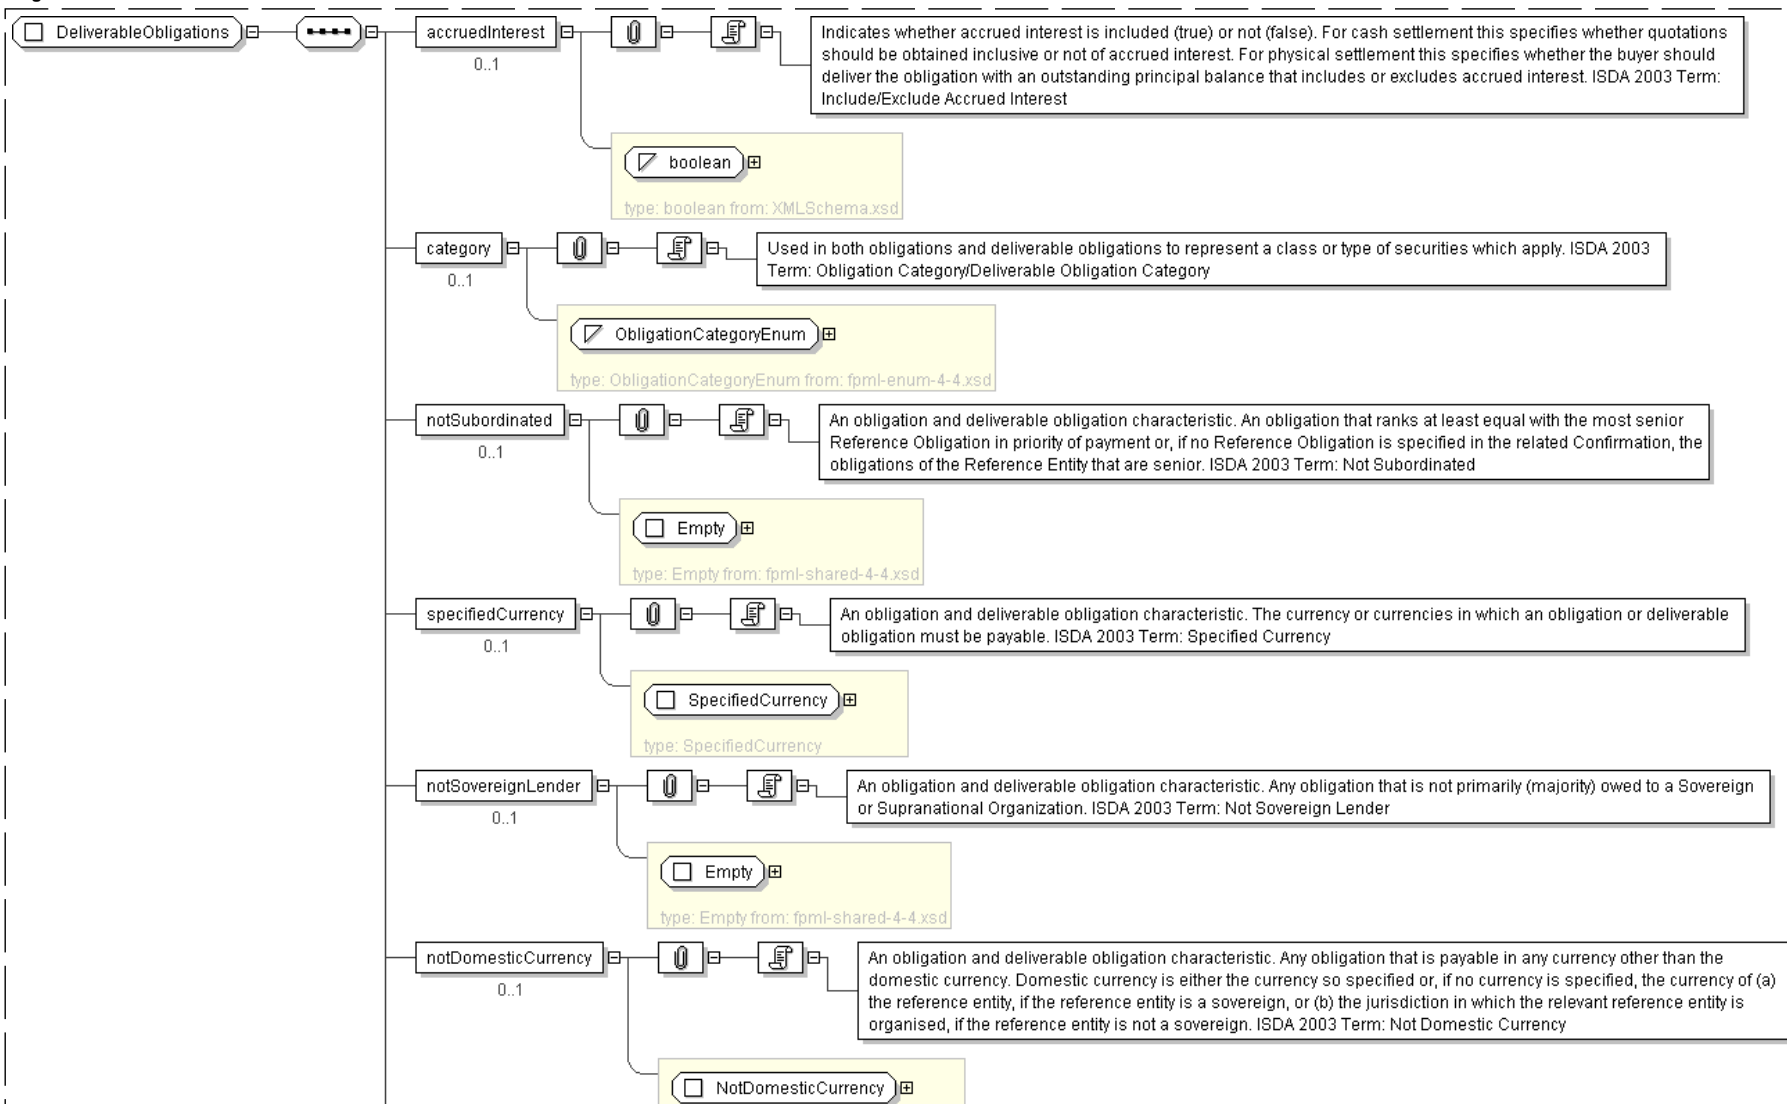 DeliverableObligations
accruedInterest
0..1
Indicates whether accrued interest is included (true) or not (false). For cash settlement this specifies whether quotations
should be obtained inclusive or not of accrued interest. For physical settlement this specifies whether the buyer should
deliver the obligation with an outstanding principal balance that includes or excludes accrued interest. ISDA 2003 Term:
Include/Exclude Accrued Interest
boolean
type: boolean from: XMLSchema.xsd
category
0..1
Used in both obligations and deliverable obligations to represent a class or type of securities which apply. ISDA 2003
Term: Obligation Category/Deliverable Obligation Category
ObligationCategoryEnum
type: ObligationCategoryEnum from: fpml-enum-4-4.xsd
notSubordinated
0..1
An obligation and deliverable obligation characteristic. An obligation that ranks at least equal with the most senior
Reference Obligation in priority of payment or, if no Reference Obligation is specified in the related Confirmation, the
obligations of the Reference Entity that are senior. ISDA 2003 Term: Not Subordinated
Empty
type: Empty from: fpml-shared-4-4.xsd
specifiedCurrency
0..1
An obligation and deliverable obligation characteristic. The currency or currencies in which an obligation or deliverable
obligation must be payable. ISDA 2003 Term: Specified Currency
SpecifiedCurrency
type: SpecifiedCurrency
notSovereignLender
0..1
An obligation and deliverable obligation characteristic. Any obligation that is not primarily (majority) owed to a Sovereign
or Supranational Organization. ISDA 2003 Term: Not Sovereign Lender
Empty
type: Empty from: fpml-shared-4-4.xsd
notDomesticCurrency
0..1
An obligation and deliverable obligation characteristic. Any obligation that is payable in any currency other than the
domestic currency. Domestic currency is either the currency so specified or, if no currency is specified, the currency of (a)
the reference entity, if the reference entity is a sovereign, or (b) the jurisdiction in which the relevant reference entity is
organised, if the reference entity is not a sovereign. ISDA 2003 Term: Not Domestic Currency
NotDomesticCurrency